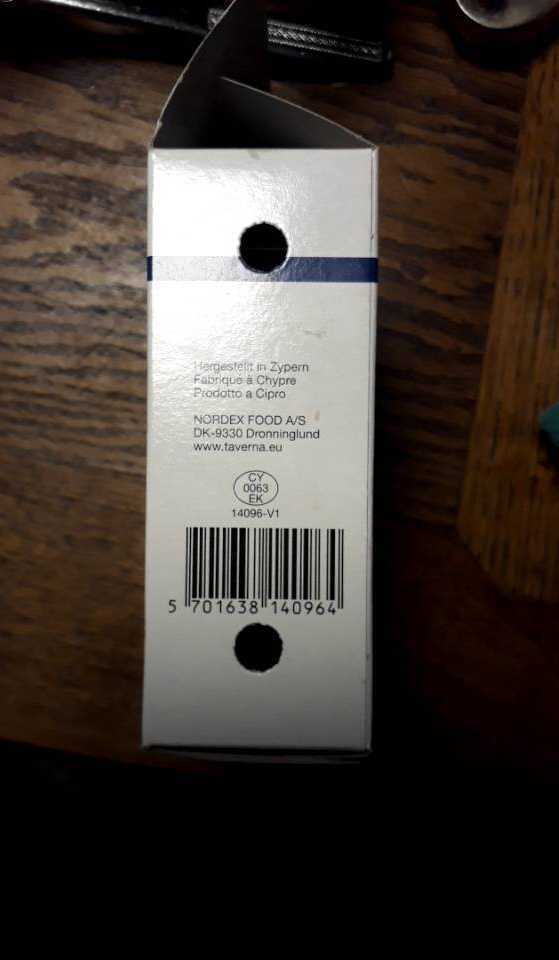 Hergestellt in Zypern
Fabriqué à Chypre
Prodotto a Cipro
NORDEX FOOD A/S
DK-9330 Dronninglund
www.taverna.eu
CY
0063
EK
14096-V1
5 701638 140964